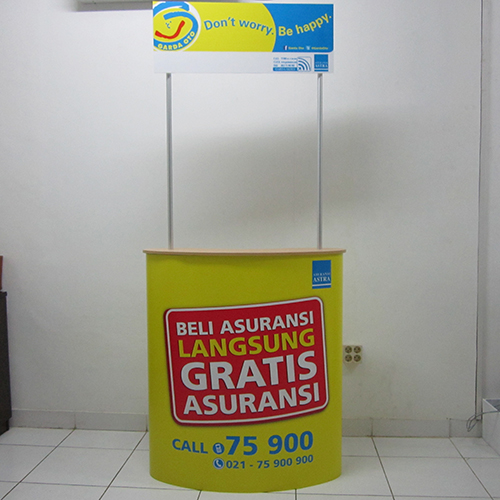 Don't worry. Be happy.
GARDA OTO
ASURANSI
ASTRA
BELI ASURANSI
LANGSUNG
GRATIS
ASURANSI
CALL 75 900
021 - 75 900 900